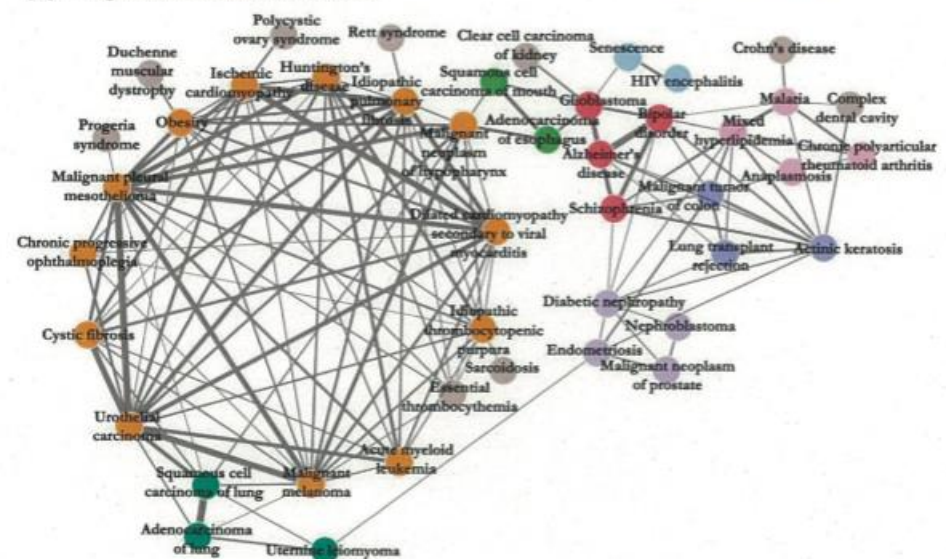 Polycystic
ovary syndrome
Rett syndrome
Clear cell carcinoma
of kidney
Senescence
Crohn's disease
Duchenne
muscular
dystrophy
Ischemic
cardiomyopathy
Huntington's
disease
Idiopathic
pulmonary
fibrosis
Squamous cell
carcinoma of mouth
HIV encephalitis
Obesity
Glioblastoma
Malaria
Complex
dental cavity
Progeria
syndrome
Malignant
neoplasm
of hypopharynx
Adenocarcinoma
of esophagus
Bipolar
disorder
Mixed
hyperlipidemia
Chronic polyarticular
rheumatoid arthritis
Alzheimer's
disease
Anaplasmosis
Malignant pleural
mesothelioma
Malignant tumor
of colon
Schizophrenia
Dilated cardiomyopathy
secondary to viral
myocarditis
Chronic progressive
ophthalmoplegia
Lung transplant
rejection
Actinic keratosis
Diabetic nephropathy
Cystic fibrosis
Idiopathic
thrombocytopenic
purpura
Nephroblastoma
Endometriosis
Sarcoidosis
Malignant neoplasm
of prostate
Essential
thrombocythemia
Urothelial
carcinoma
Acute myeloid
leukemia
Squamous cell
carcinoma of lung
Malignant
melanoma
Adenocarcinoma
of lung
Uterine leiomyoma